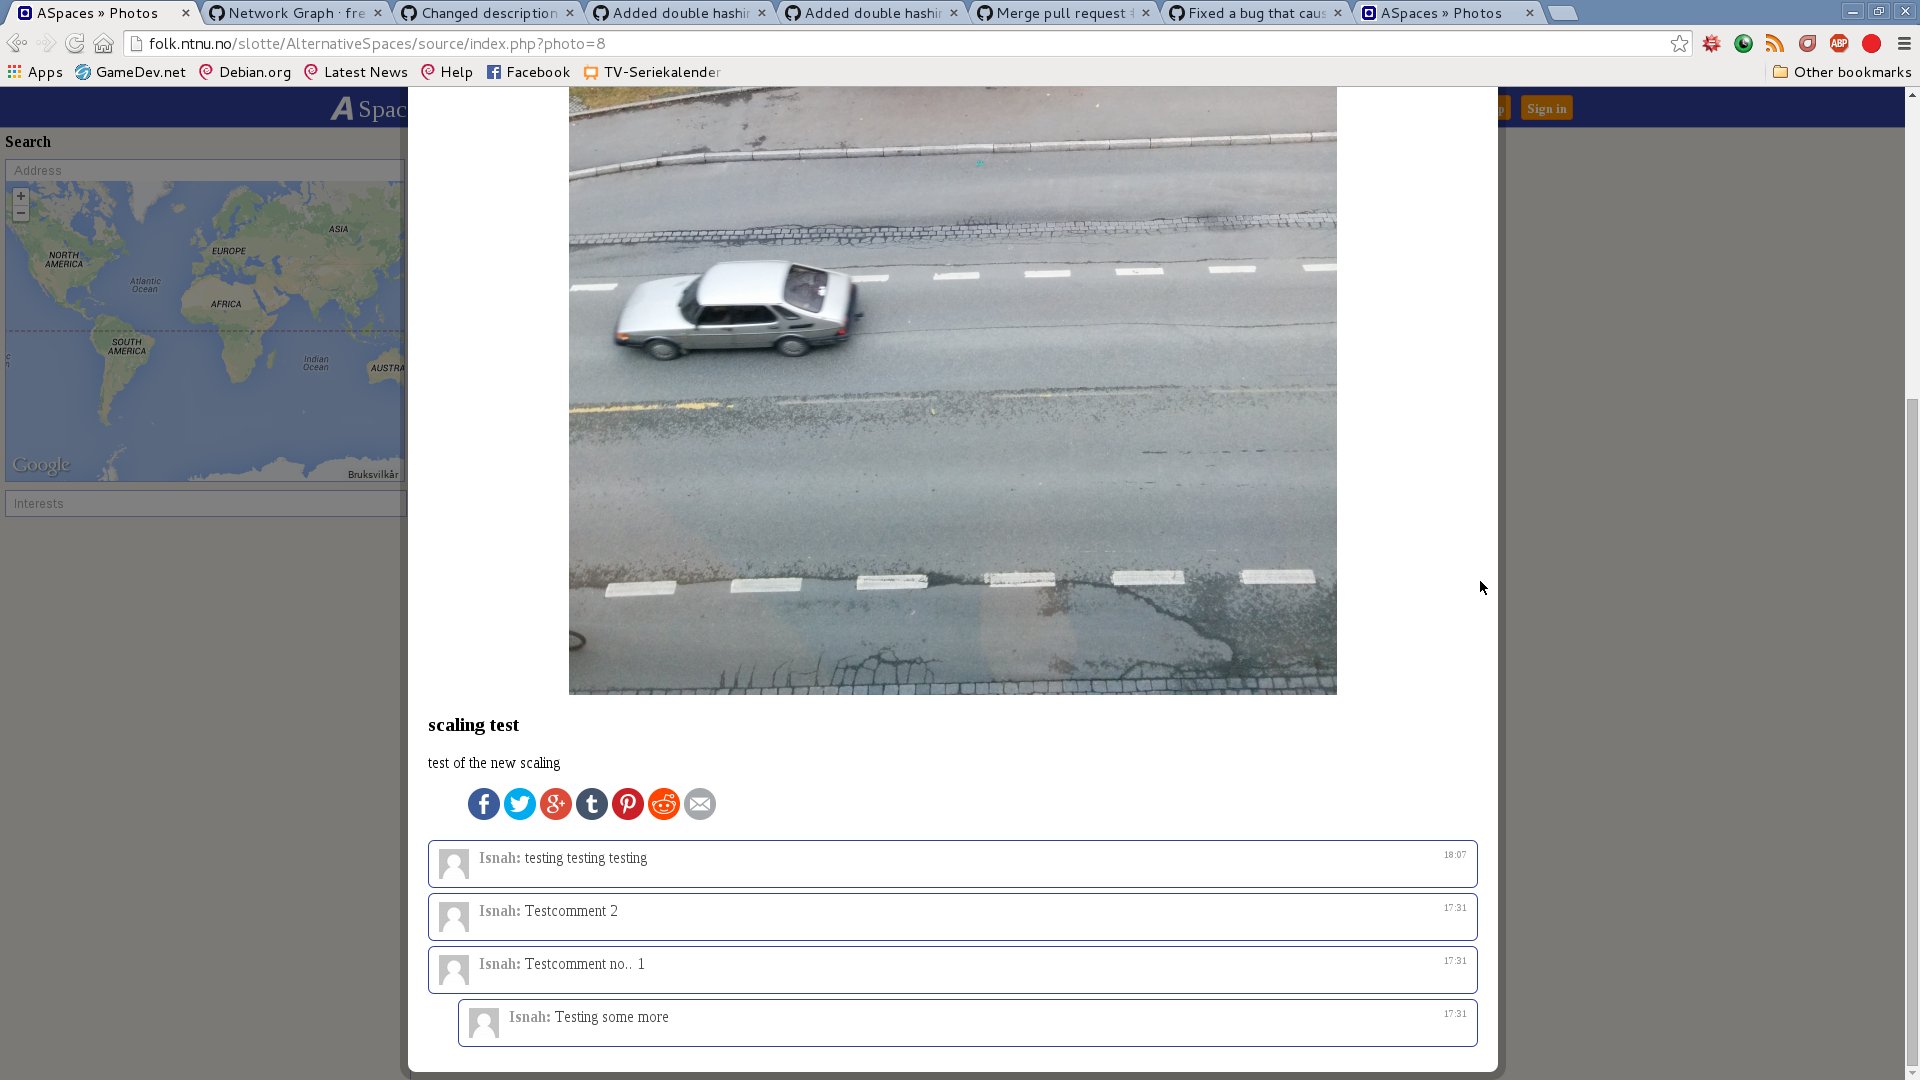 ASpaces » Photos
Network Graph · fre
Changed description
Added double hashin
Added double hashin
Merge pull request #
Fixed a bug that caus
ASpaces » Photos
folk.ntnu.no/slotte/AlternativeSpaces/source/index.php?photo=8
ABP
Apps
GameDev.net
Debian.org
Latest News
Help
Facebook
TV-Seriekalender
Other bookmarks
A Spac
p
Sign in
Search
Address
+
−
NORTH AMERICA
EUROPE
ASIA
Atlantic Ocean
AFRICA
SOUTH AMERICA
Indian Ocean
AUSTRA
Google
Bruksvilkår
Interests
scaling test
test of the new scaling
Isnah: testing testing testing 18:07
Isnah: Testcomment 2 17:31
Isnah: Testcomment no.. 1 17:31
Isnah: Testing some more 17:31